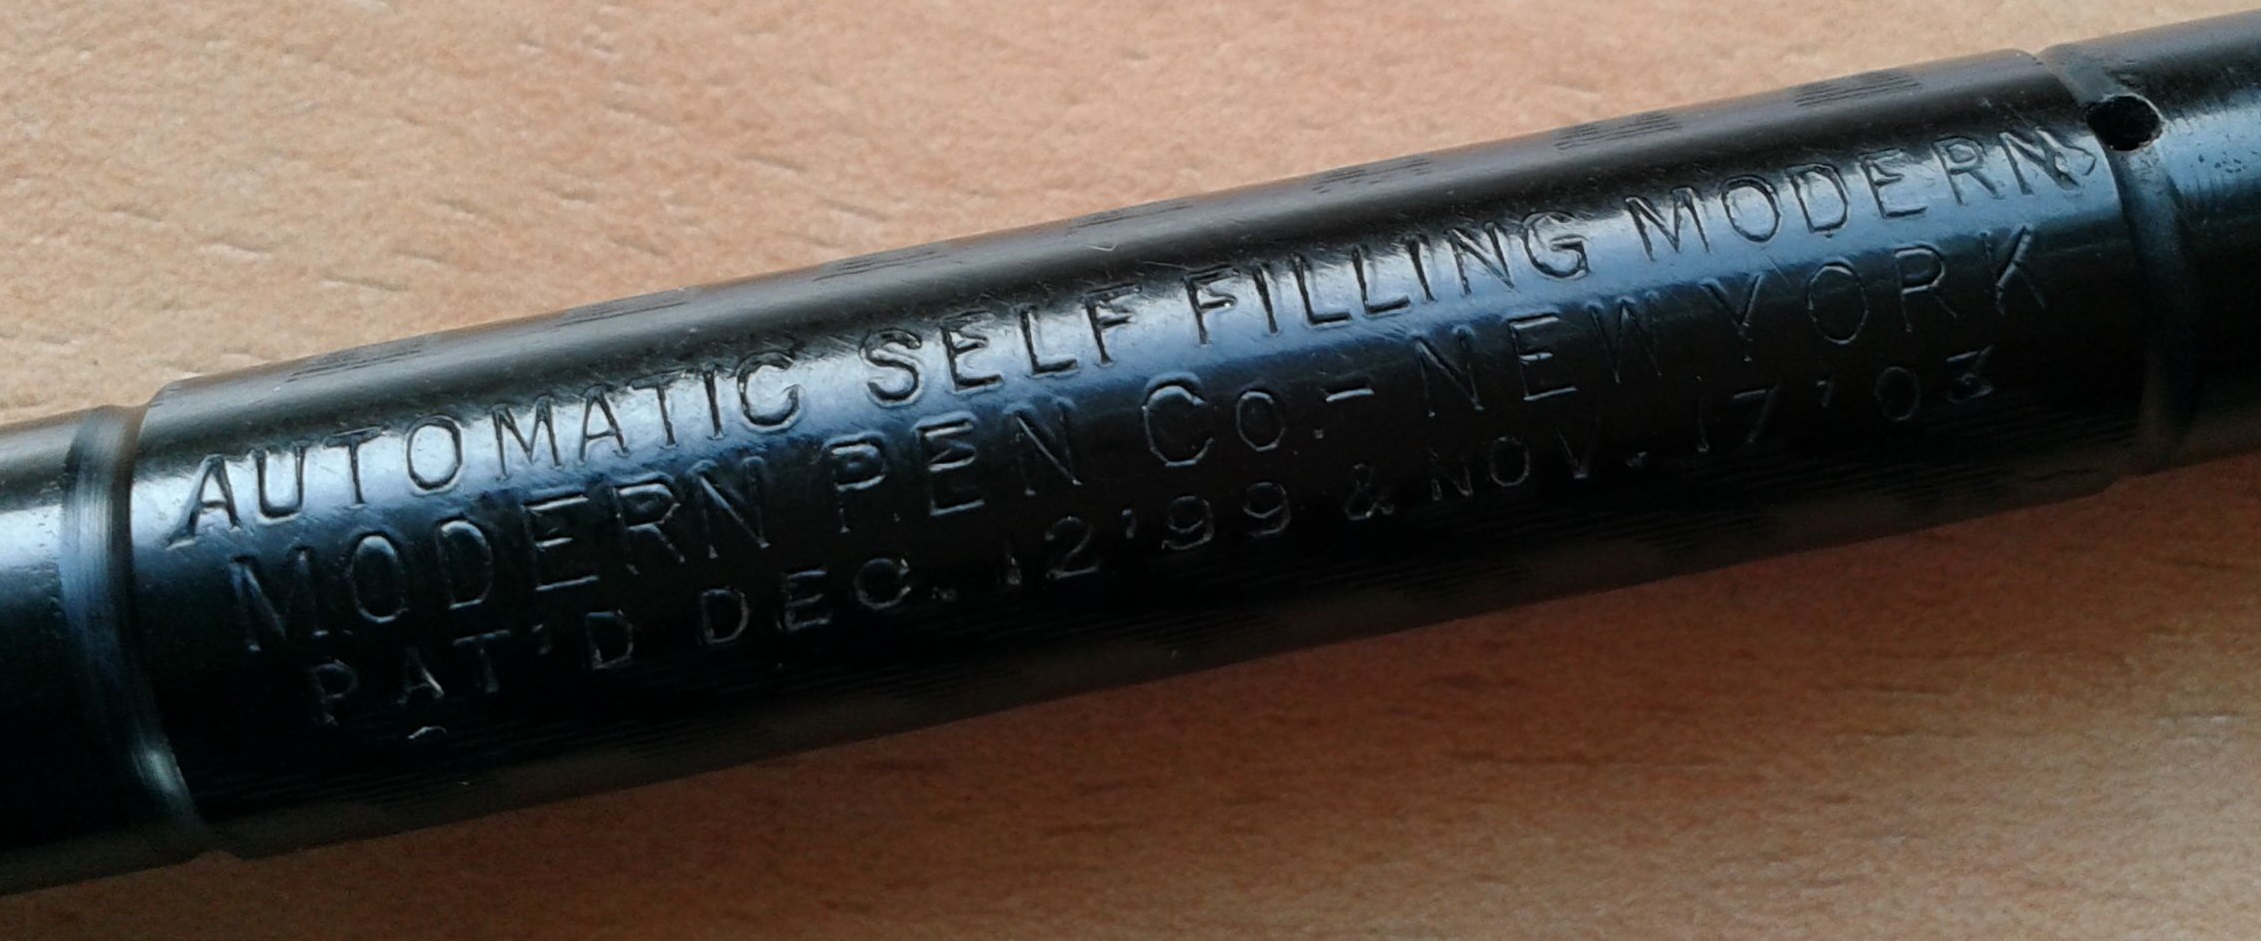 AUTOMATIC SELF FILLING MODERN
MODERN PEN Co.- NEW YORK
PAT'D DEC. 12'99 & NOV. 17'03